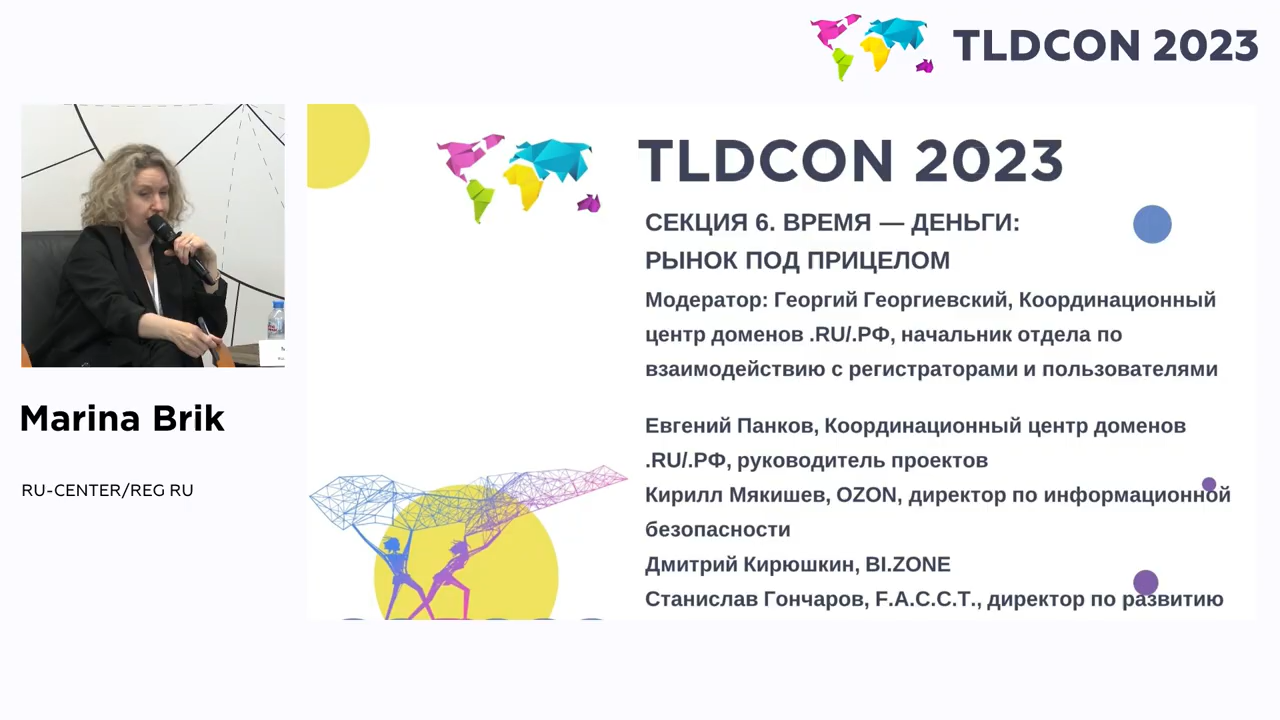 TLDCON 2023
TLDCON 2023
СЕКЦИЯ 6. ВРЕМЯ — ДЕНЬГИ:
РЫНОК ПОД ПРИЦЕЛОМ
Модератор: Георгий Георгиевский, Координационный
центр доменов .RU/.РФ, начальник отдела по
взаимодействию с регистраторами и пользователями
Евгений Панков, Координационный центр доменов
.RU/.РФ, руководитель проектов
Кирилл Мякишев, OZON, директор по информационной
безопасности
Дмитрий Кирюшкин, BI.ZONE
Станислав Гончаров, F.A.C.C.T., директор по развитию
Marina Brik
RU-CENTER/REG RU